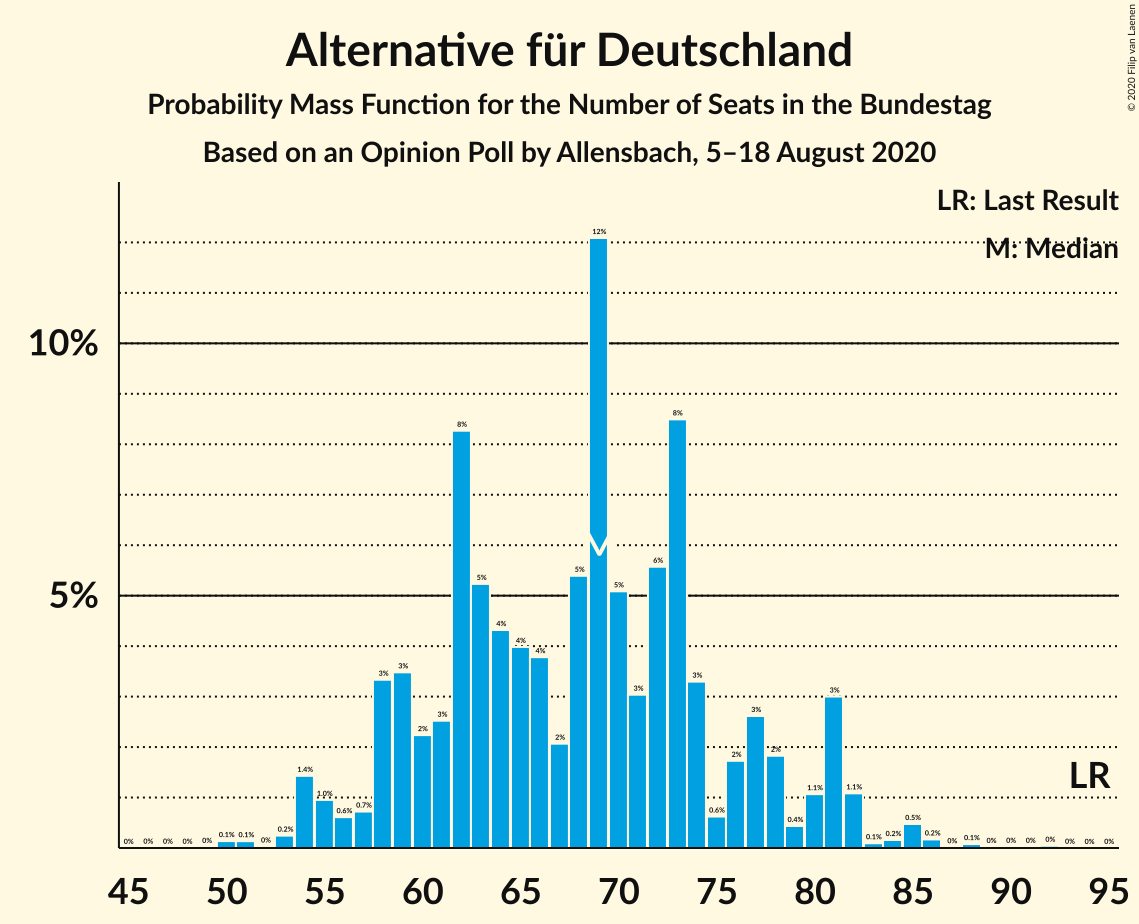 Alternative für Deutschland
Probability Mass Function for the Number of Seats in the Bundestag
Based on an Opinion Poll by Allensbach, 5–18 August 2020
© 2020 Filip van Laenen
LR: Last Result
M: Median
10%
5%
0% 0% 0% 0% 0% 0.1% 0.1% 0% 0.2% 1.4% 1.0% 0.6% 0.7% 3% 3% 2% 3% 8% 5% 4% 4% 4% 2% 5% 12% 5% 3% 6% 8% 3% 0.6% 2% 3% 2% 0.4% 1.1% 3% 1.1% 0.1% 0.2% 0.5% 0.2% 0% 0.1% 0% 0% 0% 0% 0% 0% 0%
LR
45 50 55 60 65 70 75 80 85 90 95